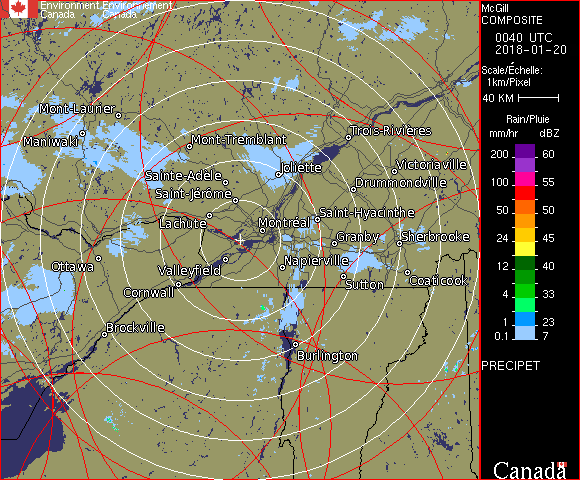 Environment Environnement
Canada Canada
Mont-Laurier
Maniwaki
Mont-Tremblant
Trois-Rivières
Joliette
Victoriaville
Sainte-Adèle
Drummondville
Saint-Jérôme
Lachute
Saint-Hyacinthe
Montréal
Granby
Sherbrooke
Ottawa
Valleyfield
Napierville
Coaticook
Cornwall
Sutton
Brockville
Burlington
McGill
COMPOSITE
0040 UTC
2018-01-20
Scale/Échelle:
1km/Pixel
40 KM
Rain/Pluie
mm/hr dBZ
200 60
100 55
50 50
24 45
12 40
4 33
1 23
0.1 7
PRECIPET
Canada